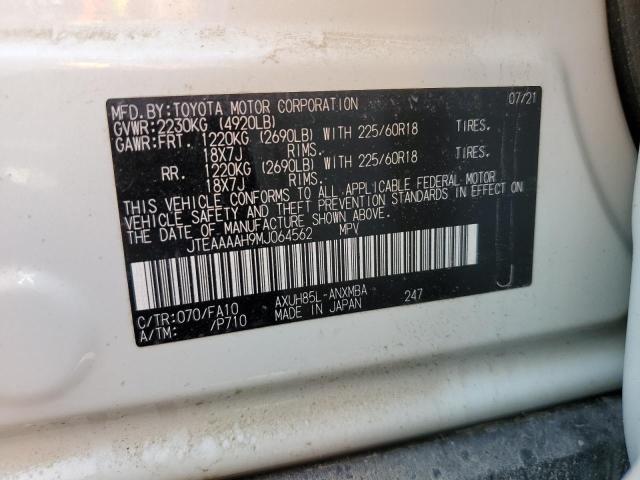 MFD.BY:TOYOTA MOTOR CORPORATION 07/21
GVWR:2230KG (4920LB)
GAWR:FRT. 1220KG (2690LB) WITH 225/60R18 TIRES.
18X7J RIMS.
RR. 1220KG (2690LB) WITH 225/60R18 TIRES.
18X7J RIMS.
THIS VEHICLE CONFORMS TO ALL APPLICABLE FEDERAL MOTOR
VEHICLE SAFETY AND THEFT PREVENTION STANDARDS IN EFFECT ON
THE DATE OF MANUFACTURE SHOWN ABOVE.
JTEAAAAH9MJ064562 MPV
C/TR:070/FA10 AXUH85L-ANXMBA 247
A/TM: /P710 MADE IN JAPAN J